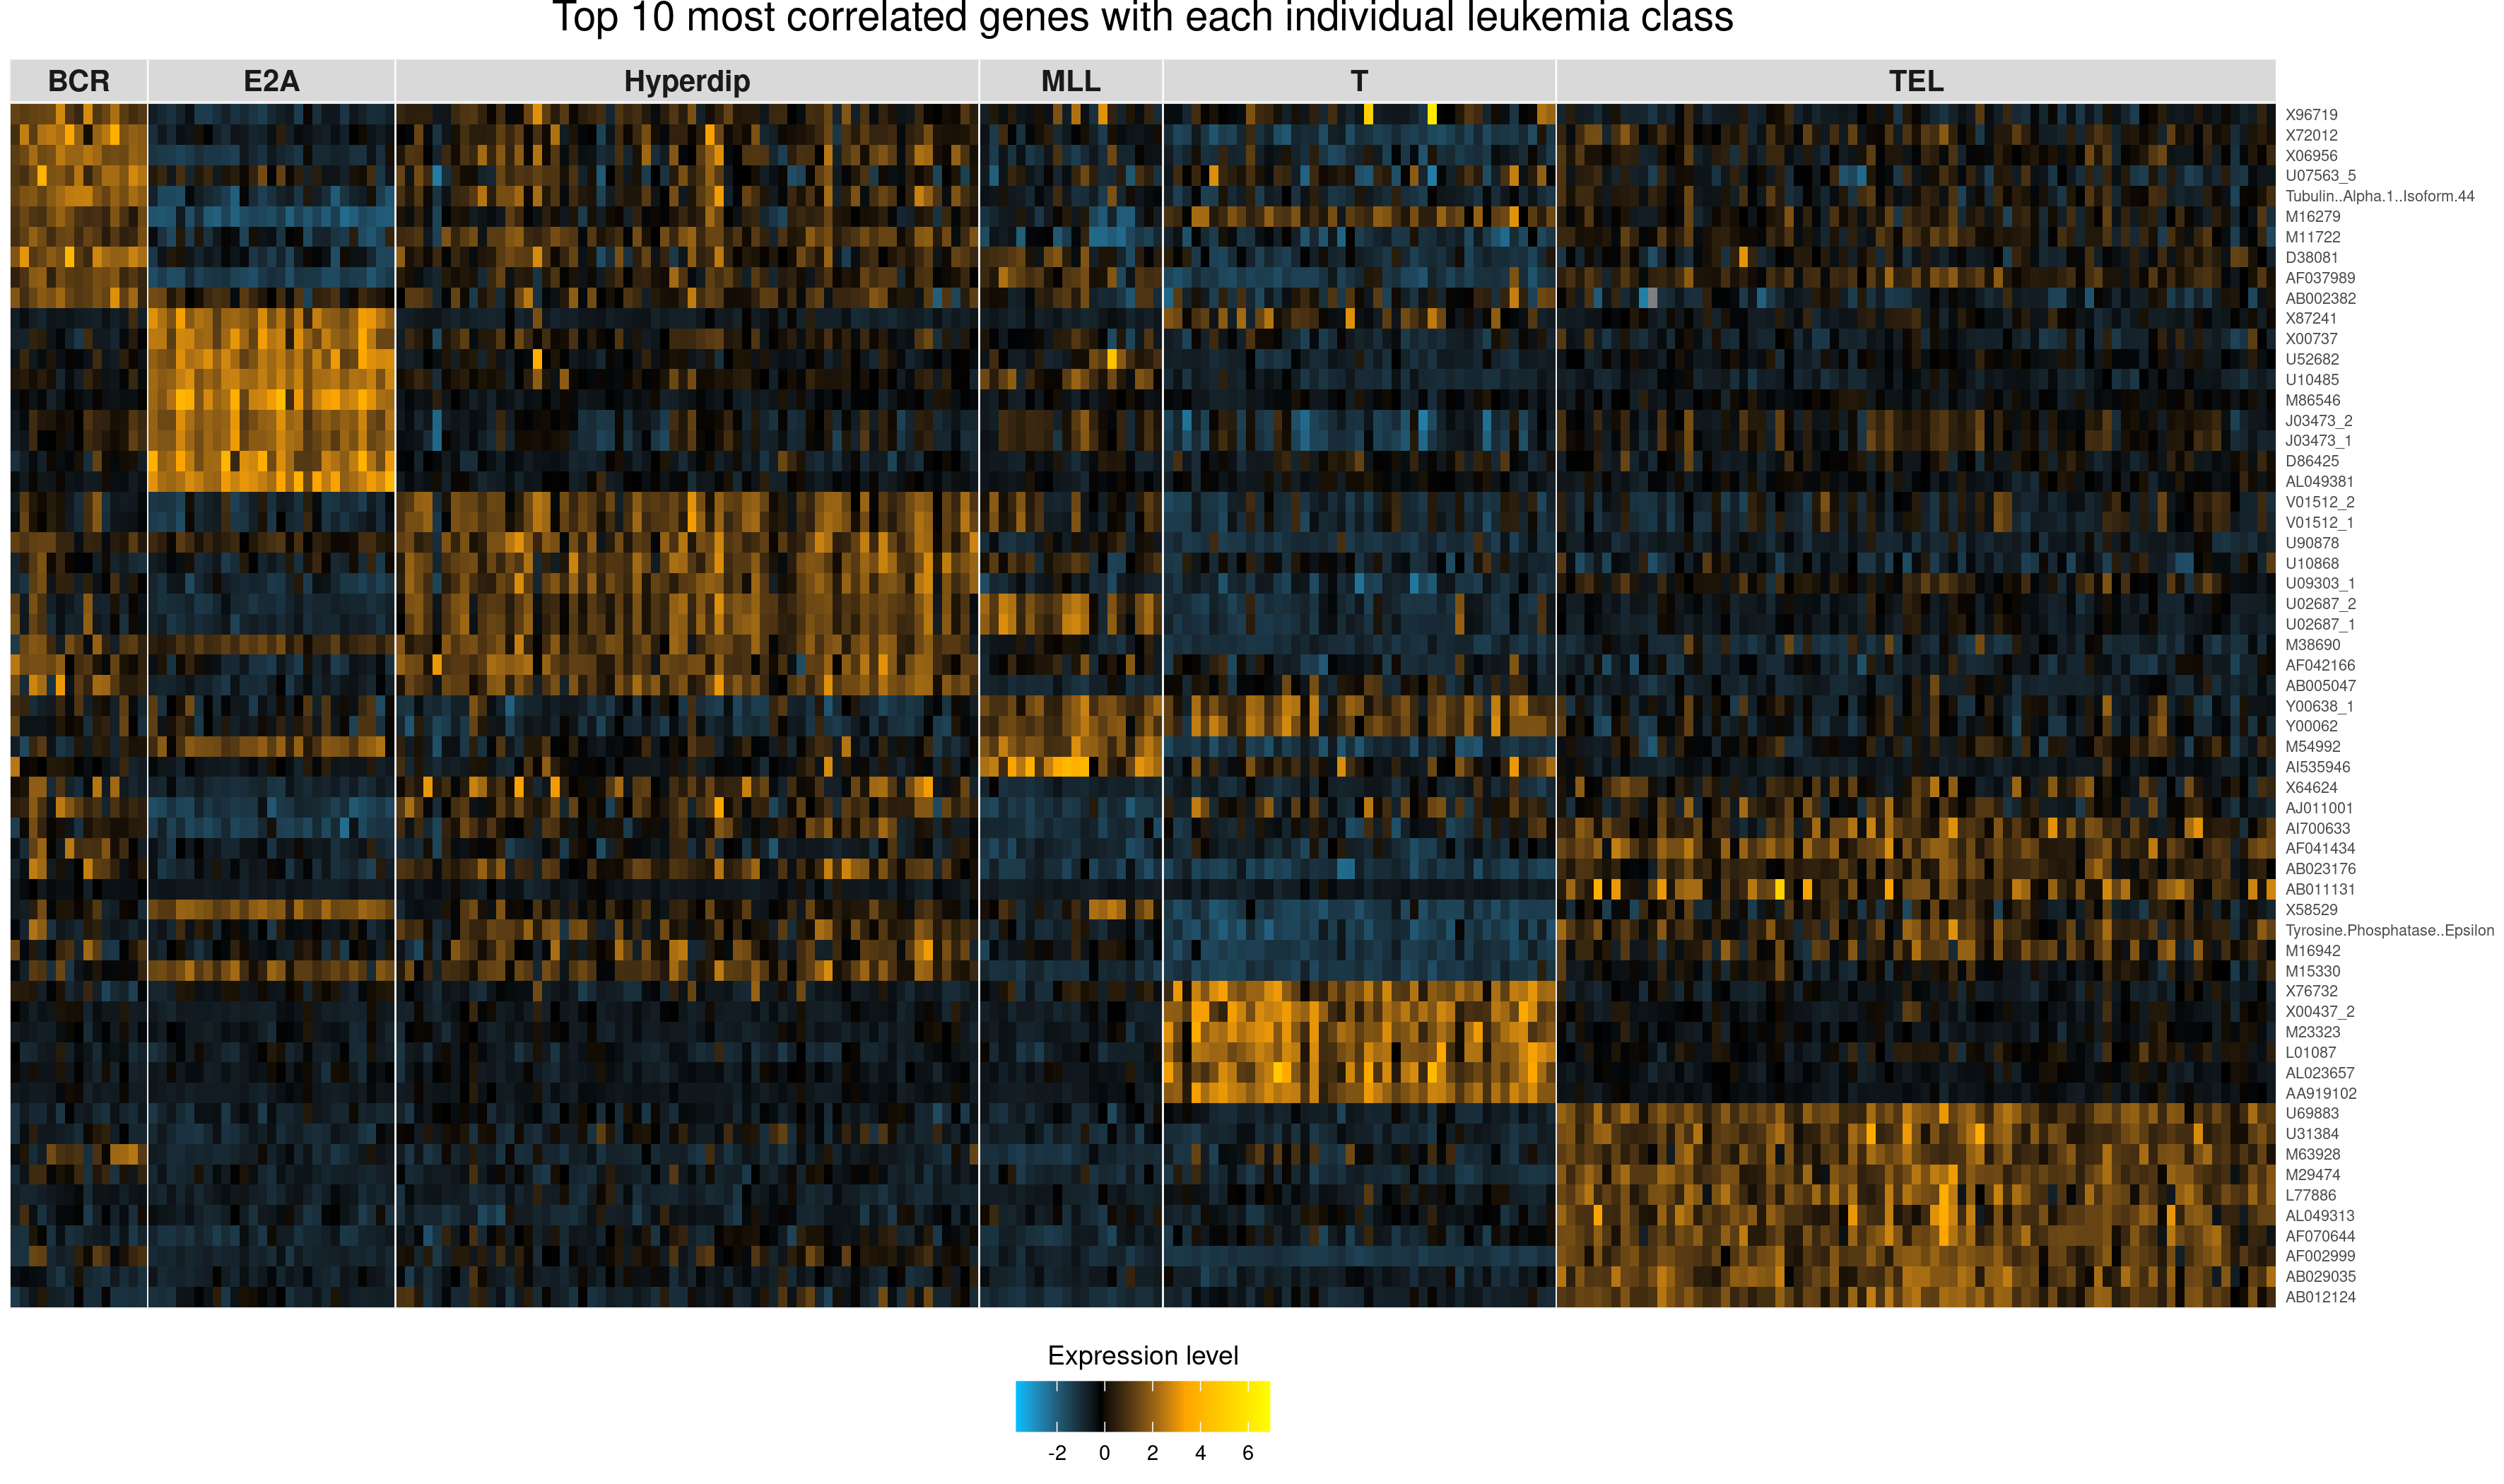 Top 10 most correlated genes with each individual leukemia class
BCR E2A Hyperdip MLL T TEL
X96719
X72012
X06956
U07563_5
Tubulin..Alpha.1..Isoform.44
M16279
M11722
D38081
AF037989
AB002382
X87241
X00737
U52682
U10485
M86546
J03473_2
J03473_1
D86425
AL049381
V01512_2
V01512_1
U90878
U10868
U09303_1
U02687_2
U02687_1
M38690
AF042166
AB005047
Y00638_1
Y00062
M54992
AI535946
X64624
AJ011001
AI700633
AF041434
AB023176
AB011131
X58529
Tyrosine.Phosphatase..Epsilon
M16942
M15330
X76732
X00437_2
M23323
L01087
AL023657
AA919102
U69883
U31384
M63928
M29474
L77886
AL049313
AF070644
AF002999
AB029035
AB012124
Expression level
-2 0 2 4 6